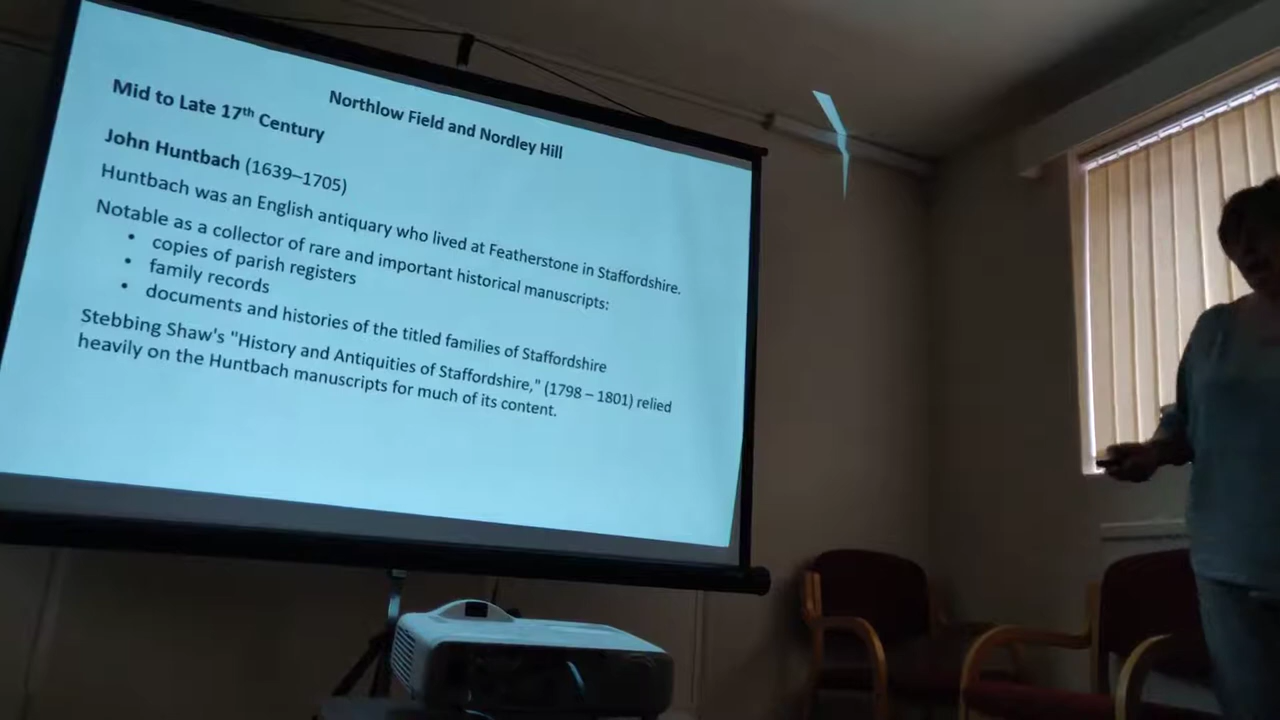 Northlow Field and Nordley Hill
Mid to Late 17th Century
John Huntbach (1639–1705)
Huntbach was an English antiquary who lived at Featherstone in Staffordshire.
Notable as a collector of rare and important historical manuscripts:
• copies of parish registers
• family records
• documents and histories of the titled families of Staffordshire
Stebbing Shaw's "History and Antiquities of Staffordshire," (1798 – 1801) relied
heavily on the Huntbach manuscripts for much of its content.